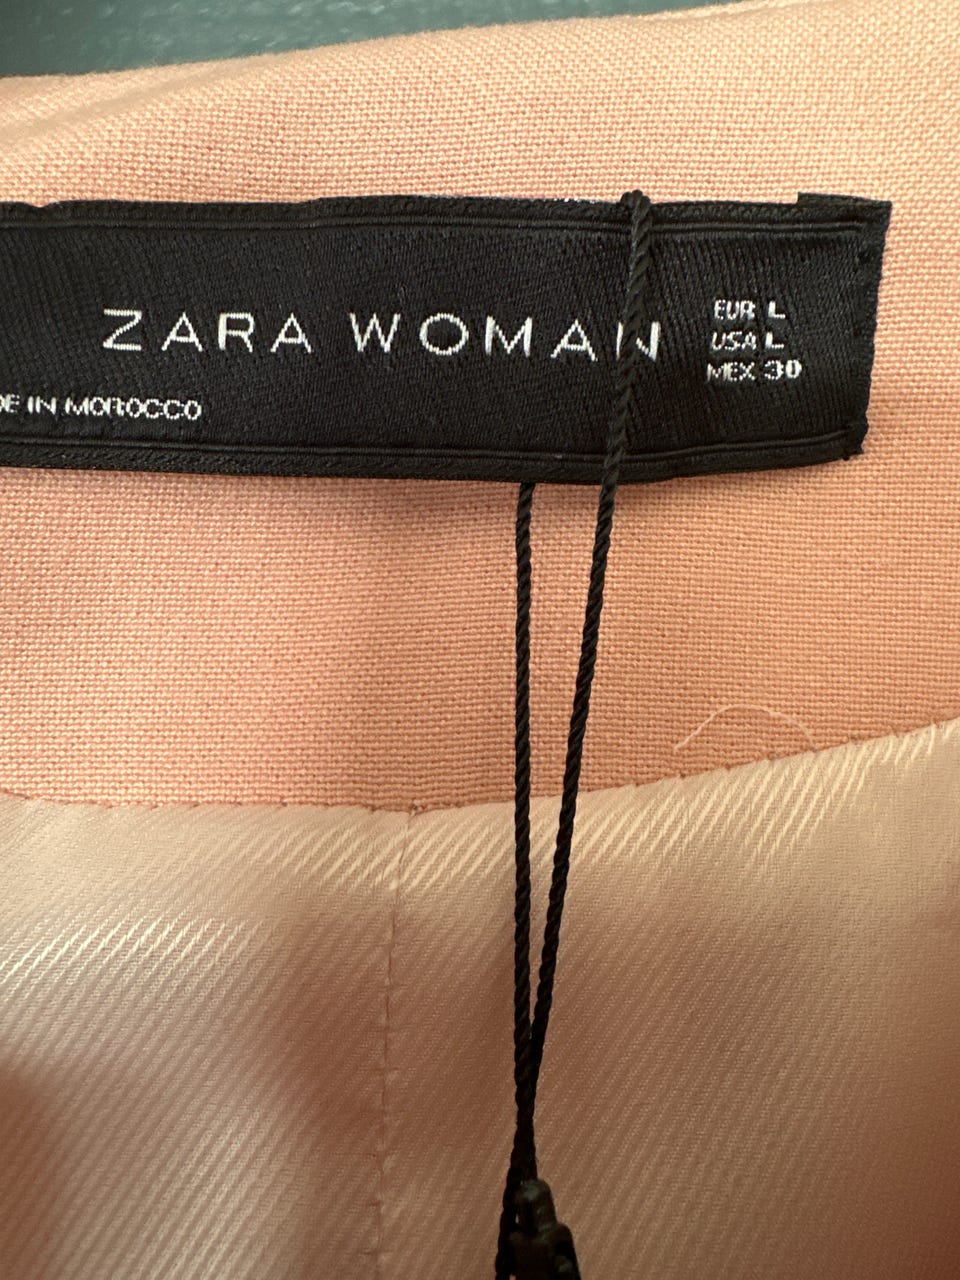 ZARA WOMAN
EUR L
USA L
MEX 30
DE IN MOROCCO